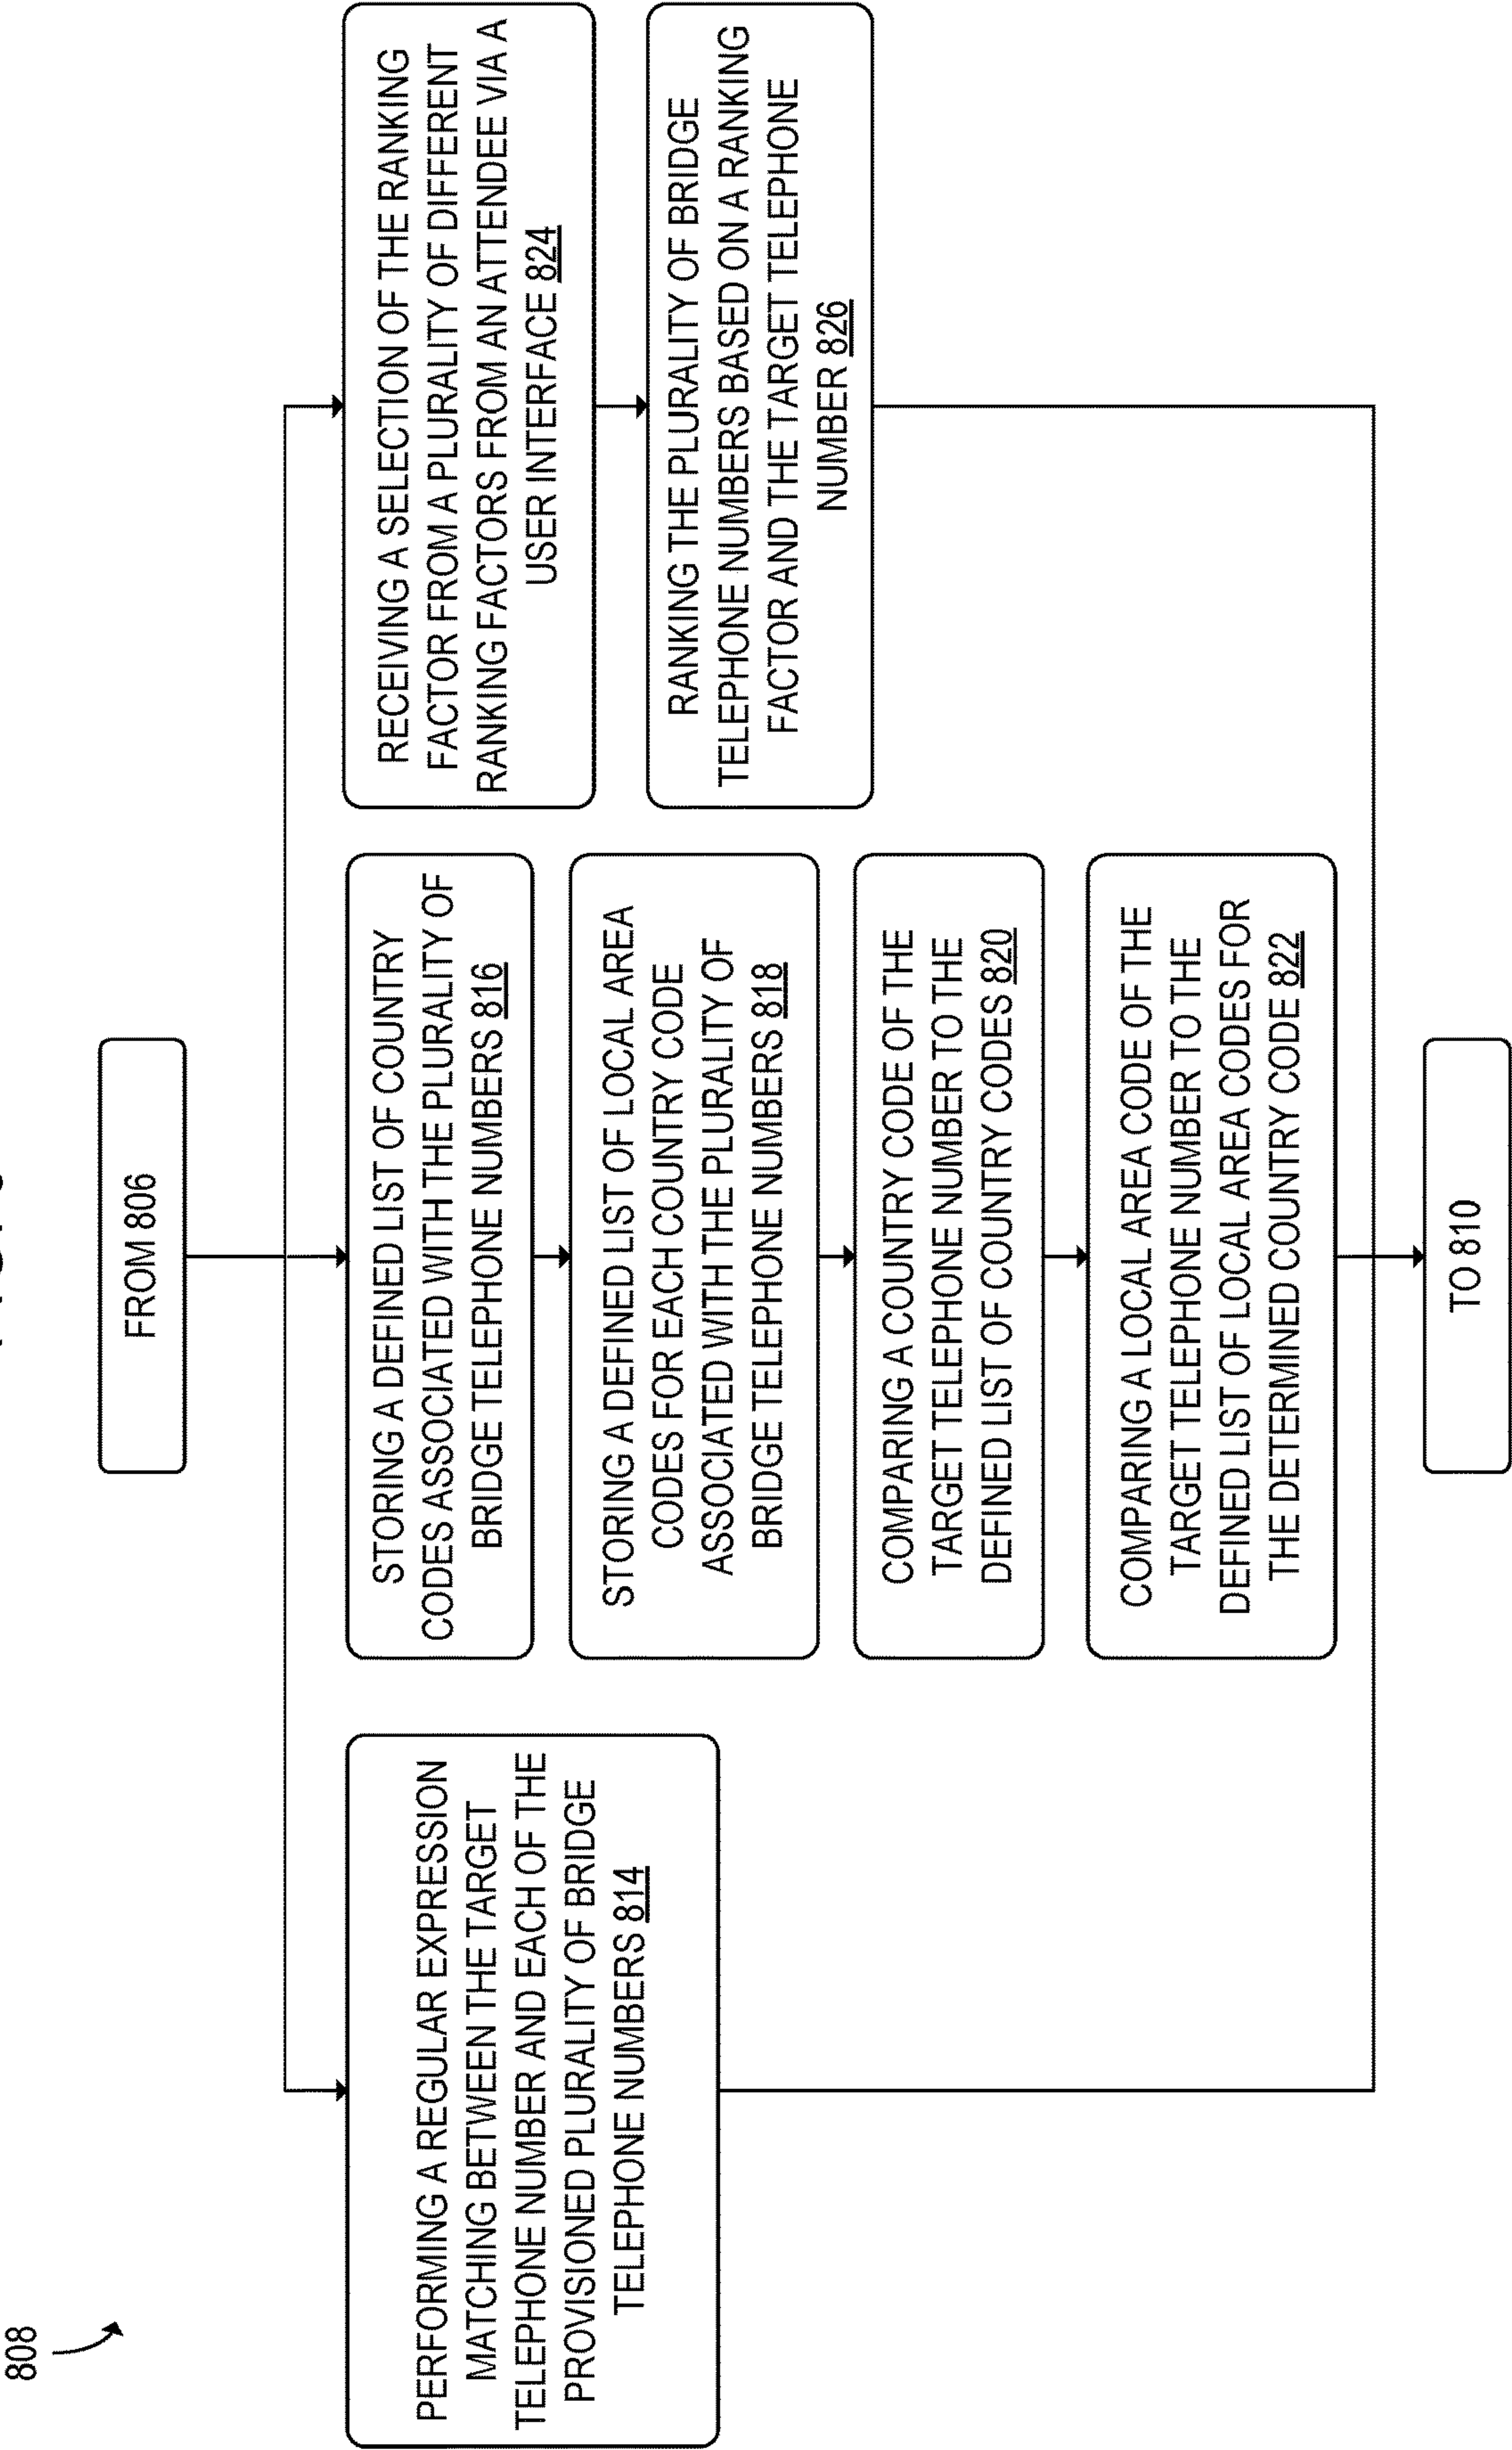 808
FROM 806
PERFORMING A REGULAR EXPRESSION
MATCHING BETWEEN THE TARGET
TELEPHONE NUMBER AND EACH OF THE
PROVISIONED PLURALITY OF BRIDGE
TELEPHONE NUMBERS 814
STORING A DEFINED LIST OF COUNTRY
CODES ASSOCIATED WITH THE PLURALITY OF
BRIDGE TELEPHONE NUMBERS 816
STORING A DEFINED LIST OF LOCAL AREA
CODES FOR EACH COUNTRY CODE
ASSOCIATED WITH THE PLURALITY OF
BRIDGE TELEPHONE NUMBERS 818
COMPARING A COUNTRY CODE OF THE
TARGET TELEPHONE NUMBER TO THE
DEFINED LIST OF COUNTRY CODES 820
COMPARING A LOCAL AREA CODE OF THE
TARGET TELEPHONE NUMBER TO THE
DEFINED LIST OF LOCAL AREA CODES FOR
THE DETERMINED COUNTRY CODE 822
RECEIVING A SELECTION OF THE RANKING
FACTOR FROM A PLURALITY OF DIFFERENT
RANKING FACTORS FROM AN ATTENDEE VIA A
USER INTERFACE 824
RANKING THE PLURALITY OF BRIDGE
TELEPHONE NUMBERS BASED ON A RANKING
FACTOR AND THE TARGET TELEPHONE
NUMBER 826
TO 810